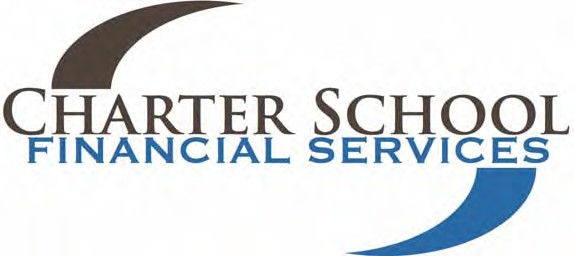 CHARTER SCHOOL
FINANCIAL SERVICES